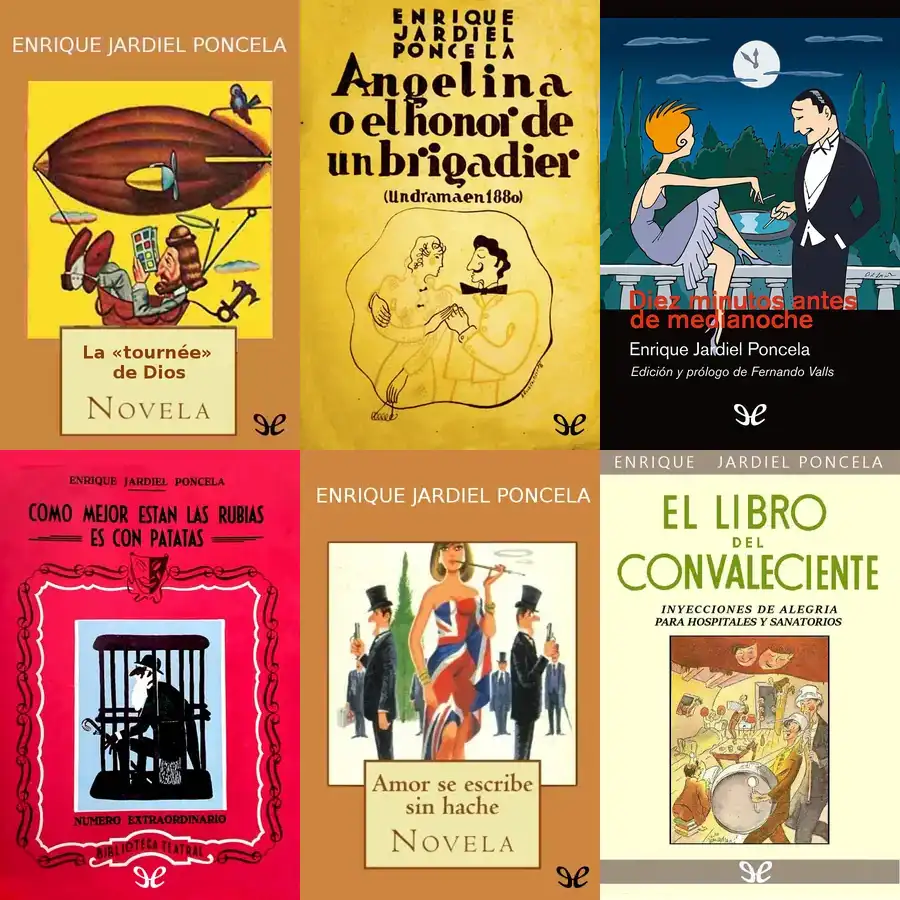 ENRIQUE JARDIEL PONCELA
La «tournée»
de Dios
NOVELA
ENRIQUE
JARDIEL
PONCELA
Angelina
o el honor de
un brigadier
(Un drama en 1880)
Diez minutos antes
de medianoche
Enrique Jardiel Poncela
Edición y prólogo de Fernando Valls
ENRIQUE JARDIEL PONCELA
COMO MEJOR ESTAN LAS RUBIAS
ES CON PATATAS
NUMERO EXTRAORDINARIO
BIBLIOTECA TEATRAL
ENRIQUE JARDIEL PONCELA
Amor se escribe
sin hache
NOVELA
ENRIQUE JARDIEL PONCELA
EL LIBRO
DEL
CONVALECIENTE
INYECCIONES DE ALEGRIA
PARA HOSPITALES Y SANATORIOS